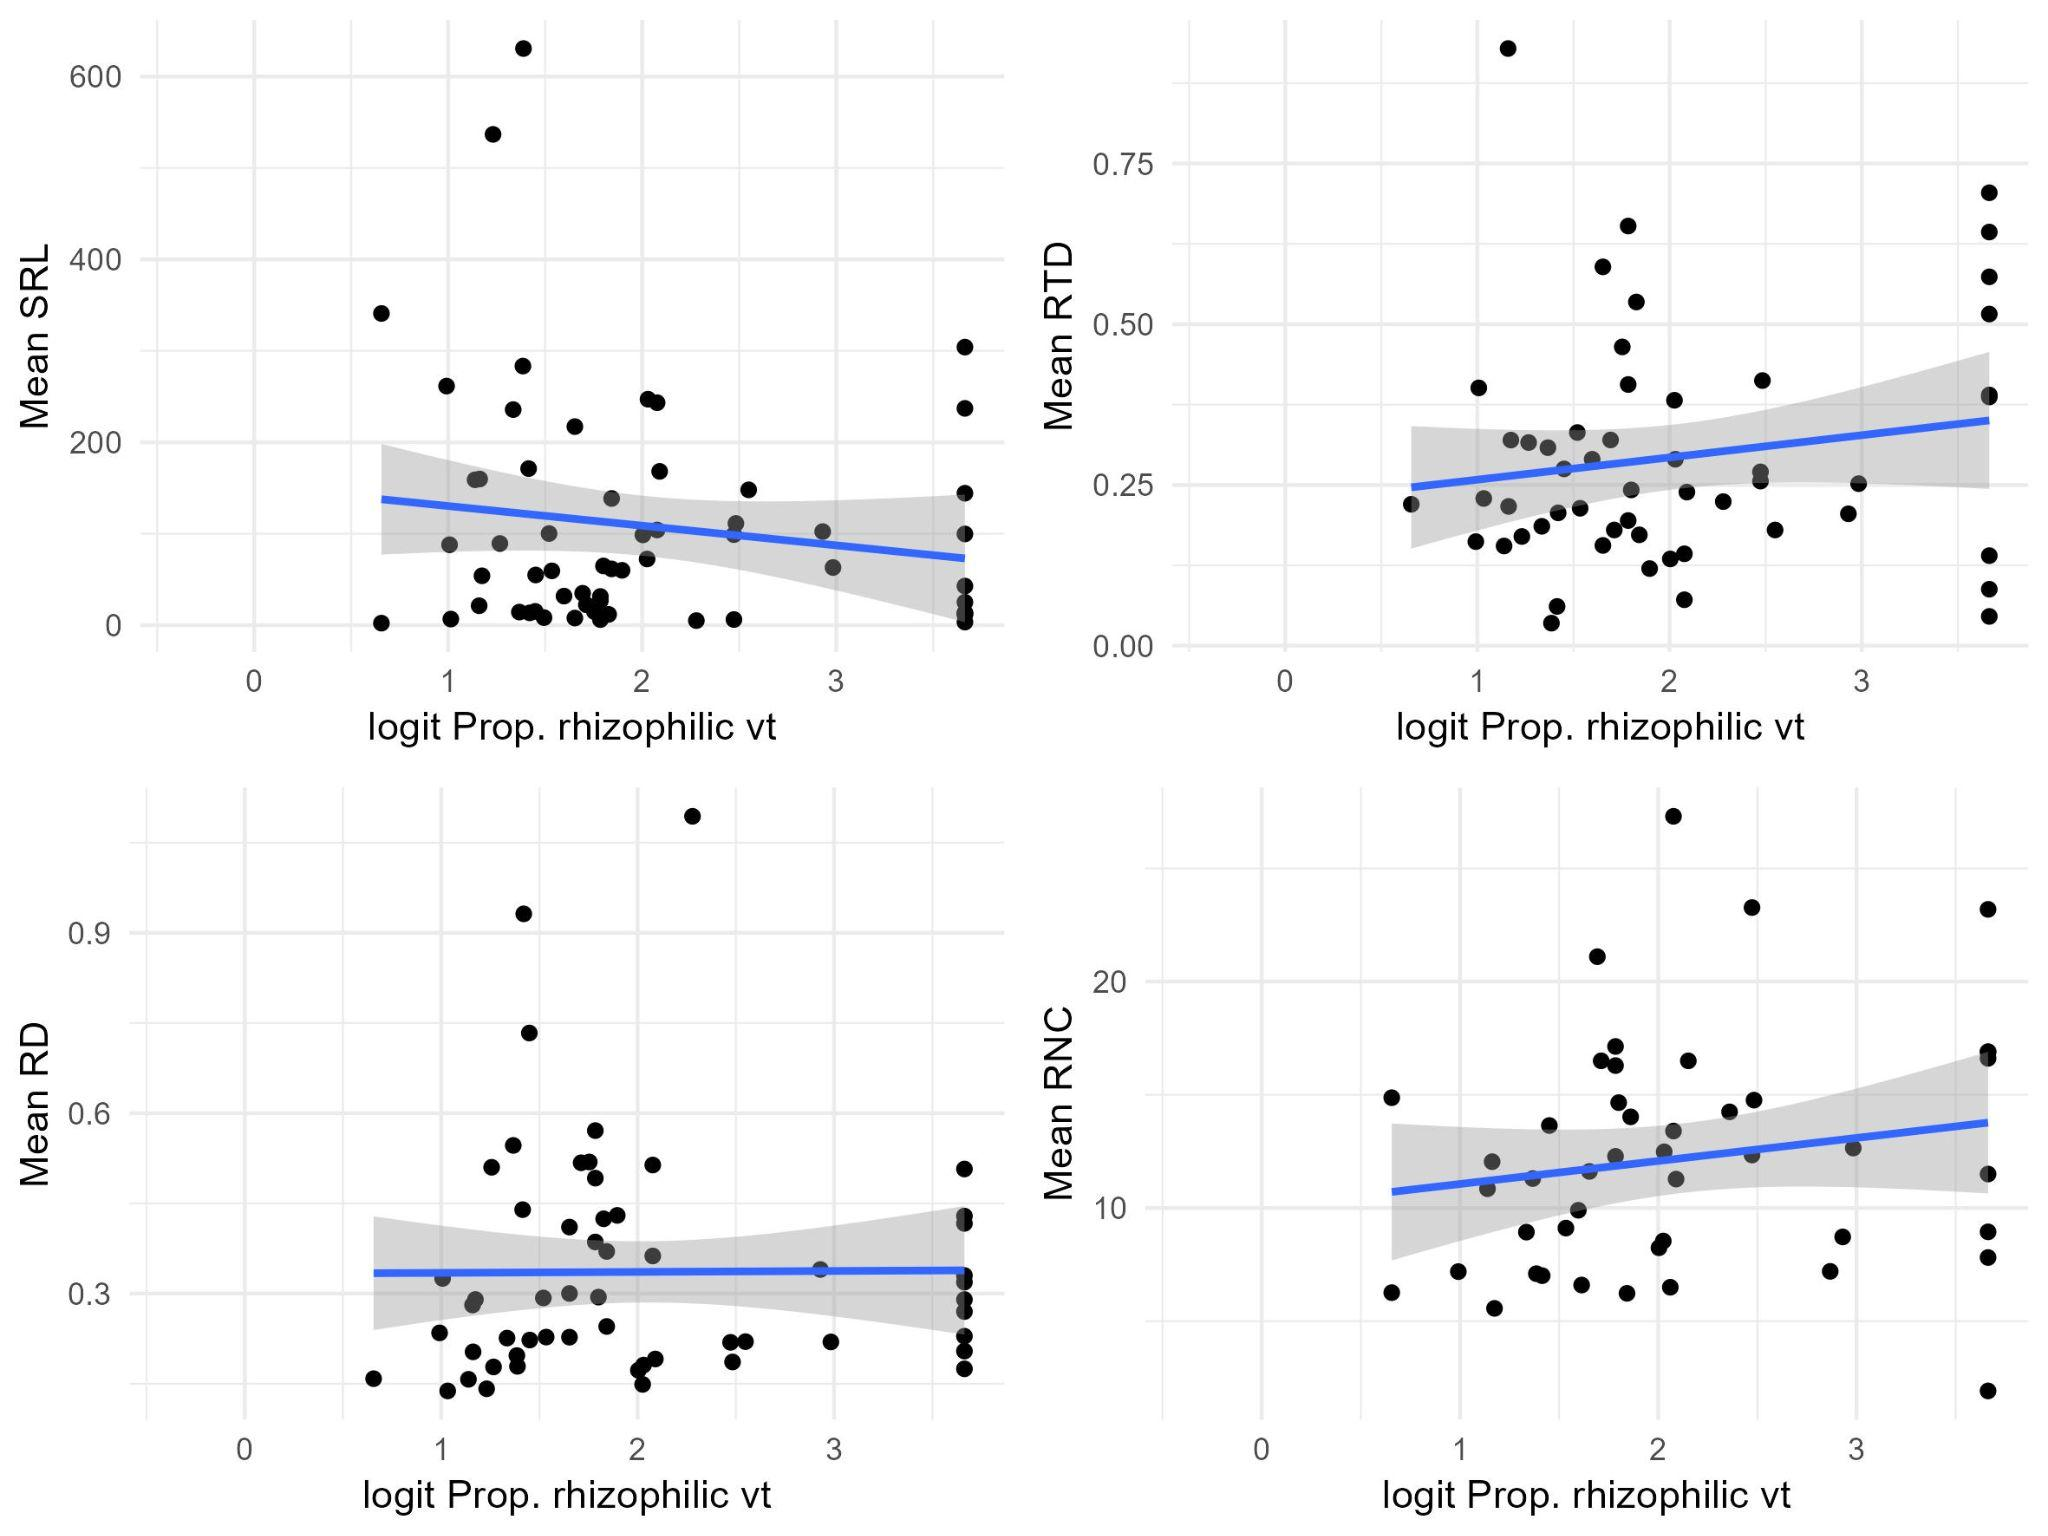 Mean SRL
600
400
200
0
0 1 2 3
logit Prop. rhizophilic vt
Mean RTD
0.75
0.50
0.25
0.00
0 1 2 3
logit Prop. rhizophilic vt
Mean RD
0.9
0.6
0.3
0 1 2 3
logit Prop. rhizophilic vt
Mean RNC
20
10
0 1 2 3
logit Prop. rhizophilic vt